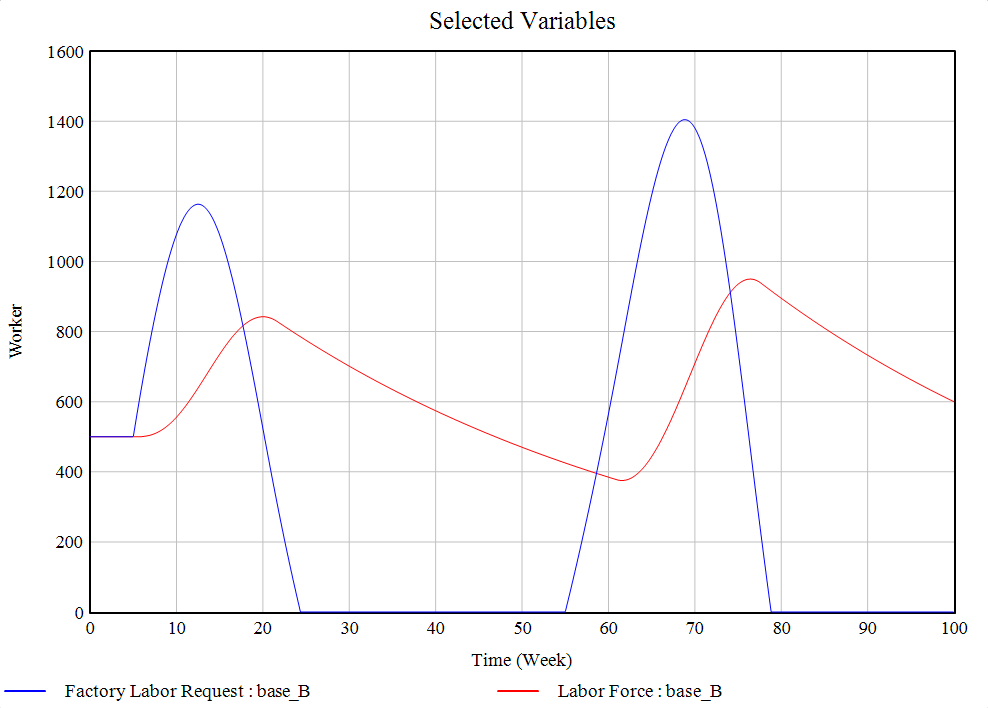 Selected Variables
1600
1400
1200
1000
800
600
400
200
0
Worker
0 10 20 30 40 50 60 70 80 90 100
Time (Week)
Factory Labor Request : base_B
Labor Force : base_B